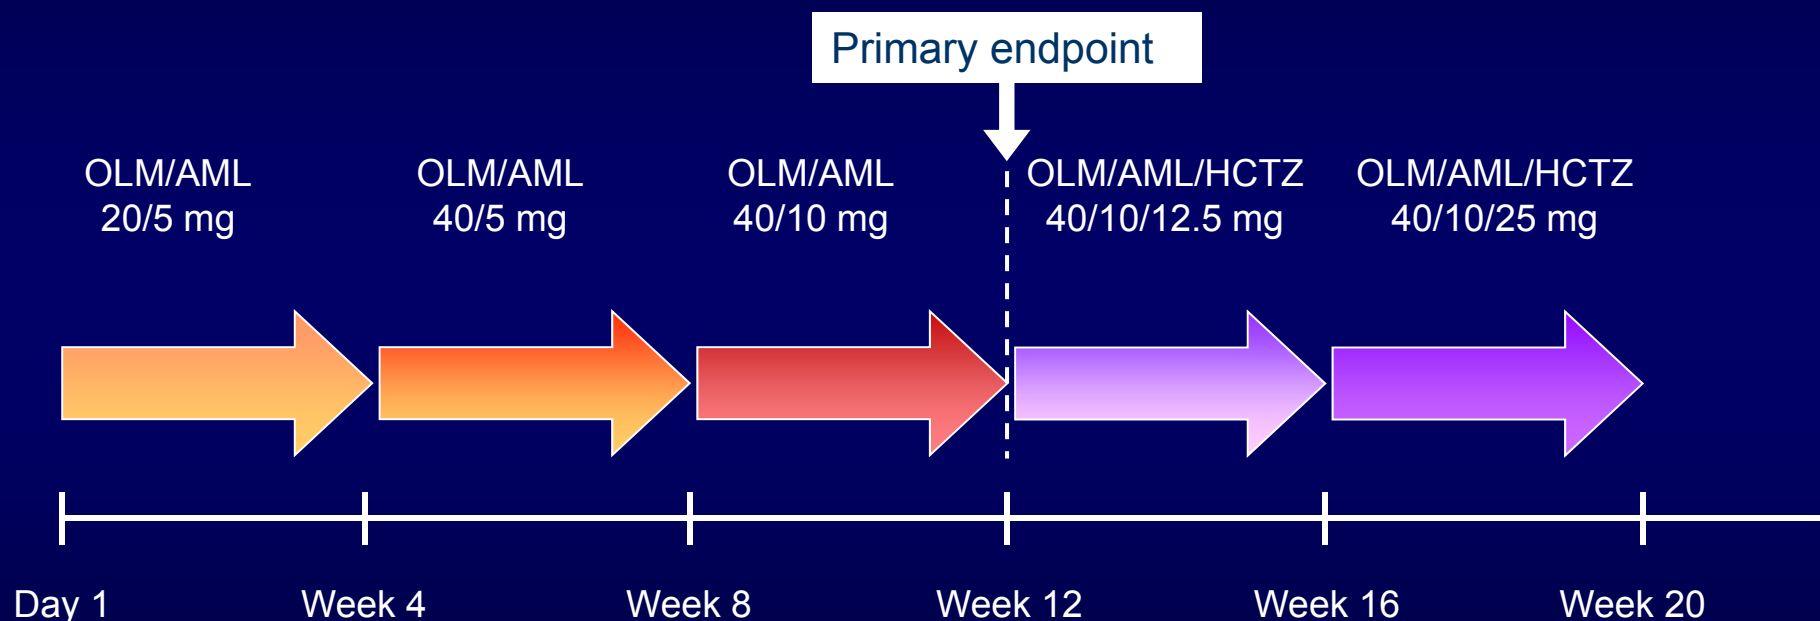 Primary endpoint
OLM/AML
20/5 mg
OLM/AML
40/5 mg
OLM/AML
40/10 mg
OLM/AML/HCTZ
40/10/12.5 mg
OLM/AML/HCTZ
40/10/25 mg
Day 1
Week 4
Week 8
Week 12
Week 16
Week 20